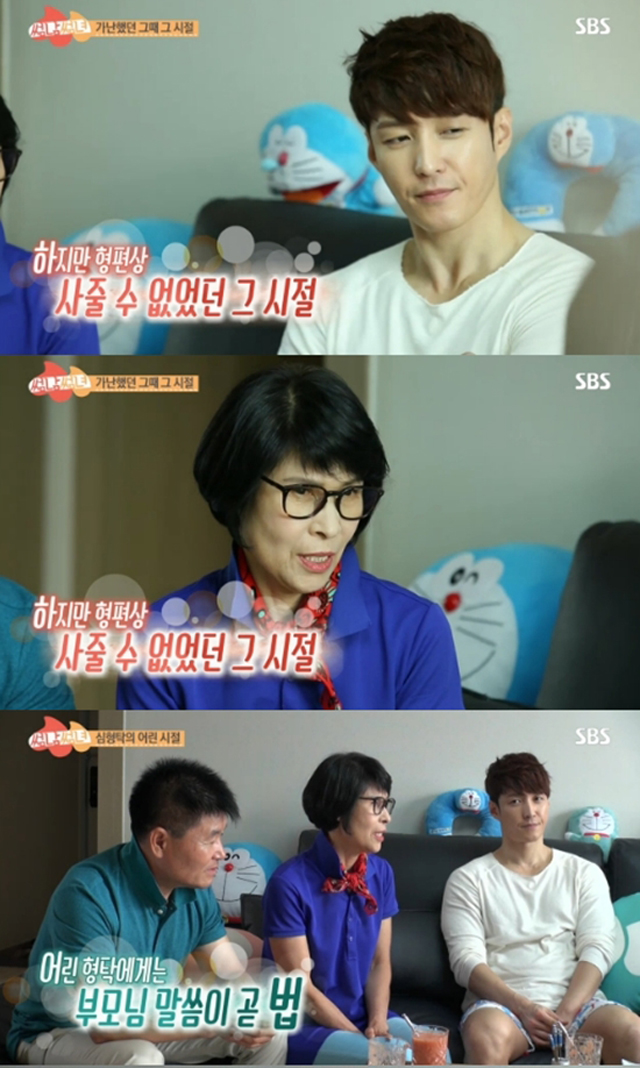 가난했던 그때 그 시절
SBS
하지만 형편상
사줄 수 없었던 그 시절
가난했던 그때 그 시절
SBS
하지만 형편상
사줄 수 없었던 그 시절
심형탁의 어린 시절
SBS
어린 형탁에게는
부모님 말씀이 곧 법